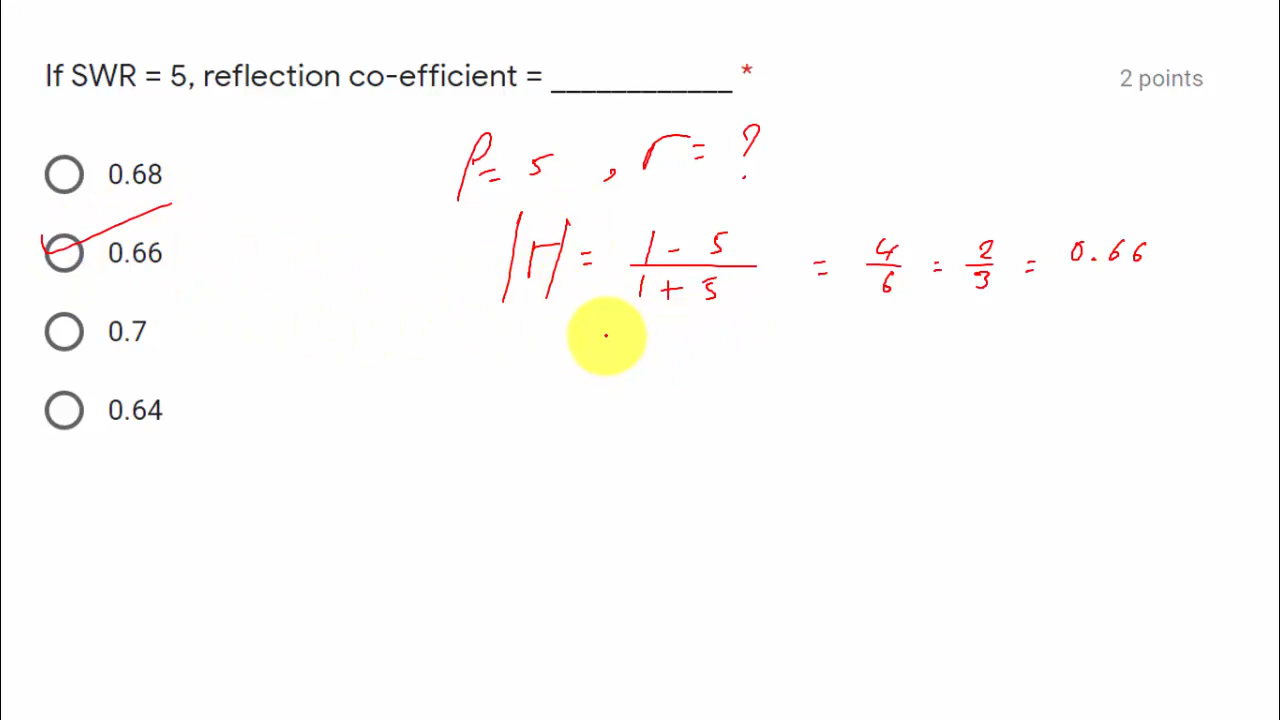 If SWR = 5, reflection co-efficient = ____________ *
2 points
ρ = 5 , Γ = ?
0.68
0.66
|Γ| = 1 - 5 / 1 + 5 = 4/6 = 2/3 = 0.66
0.7
0.64